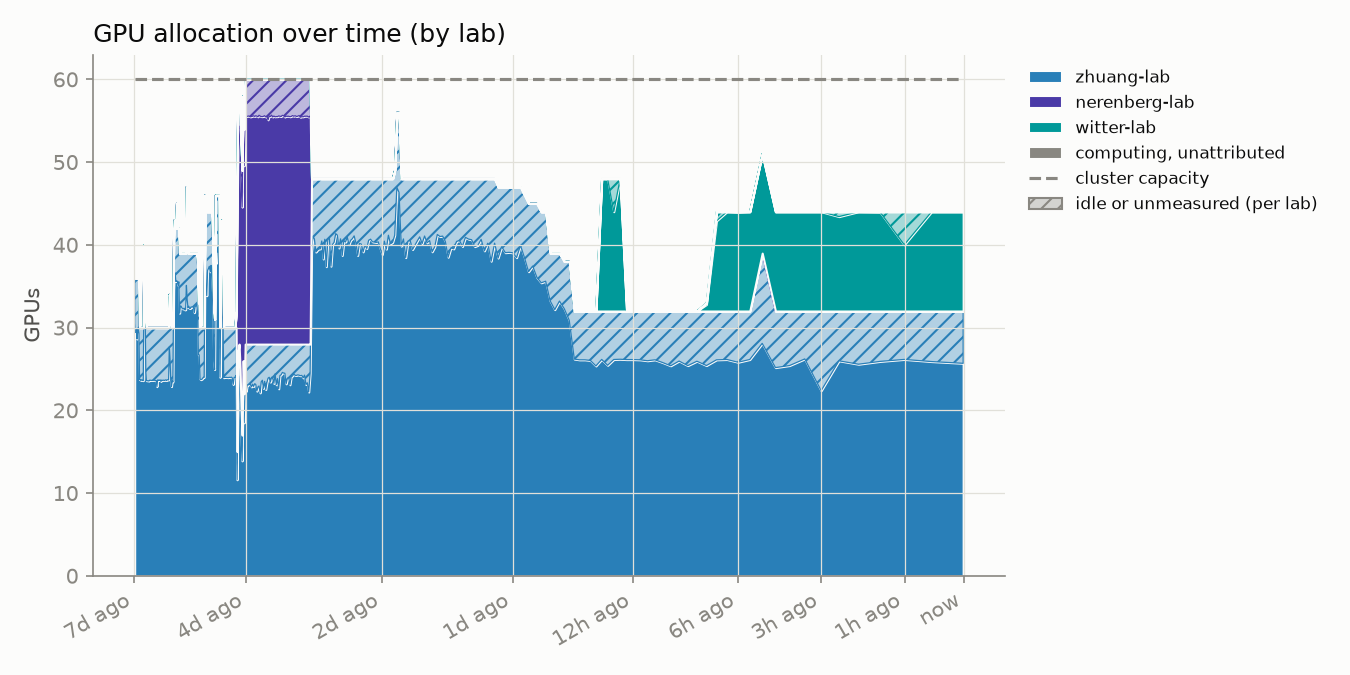 GPU allocation over time (by lab)
GPUs
60
50
40
30
20
10
0
7d ago
4d ago
2d ago
1d ago
12h ago
6h ago
3h ago
1h ago
now
zhuang-lab
nerenberg-lab
witter-lab
computing, unattributed
cluster capacity
idle or unmeasured (per lab)